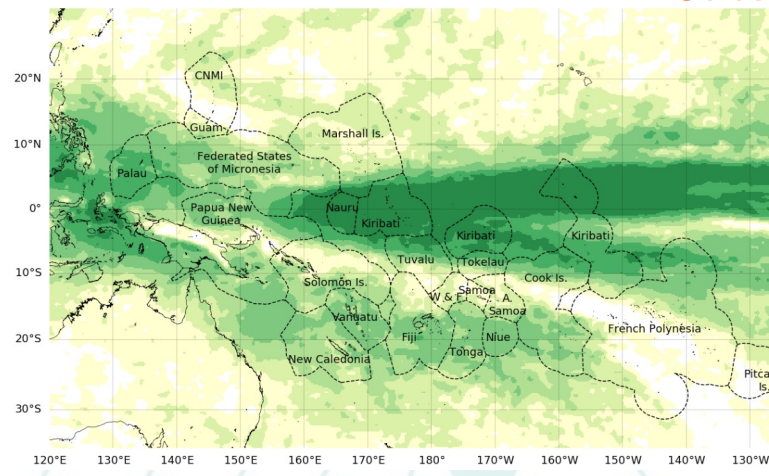 20°N
CNMI
Guam
Marshall Is.
10°N
Federated States
of Micronesia
Palau
0°
Papua New
Guinea
Nauru
Kiribati
Kiribati
Kiribati
Tuvalu
Tokelau
10°S
Solomon Is.
Cook Is.
W & F
Samoa
A.
Samoa
Vanuatu
French Polynesia
20°S
Fiji
Niue
New Caledonia
Tonga
Pitca
Is.
30°S
120°E
130°E
140°E
150°E
160°E
170°E
180°
170°W
160°W
150°W
140°W
130°W